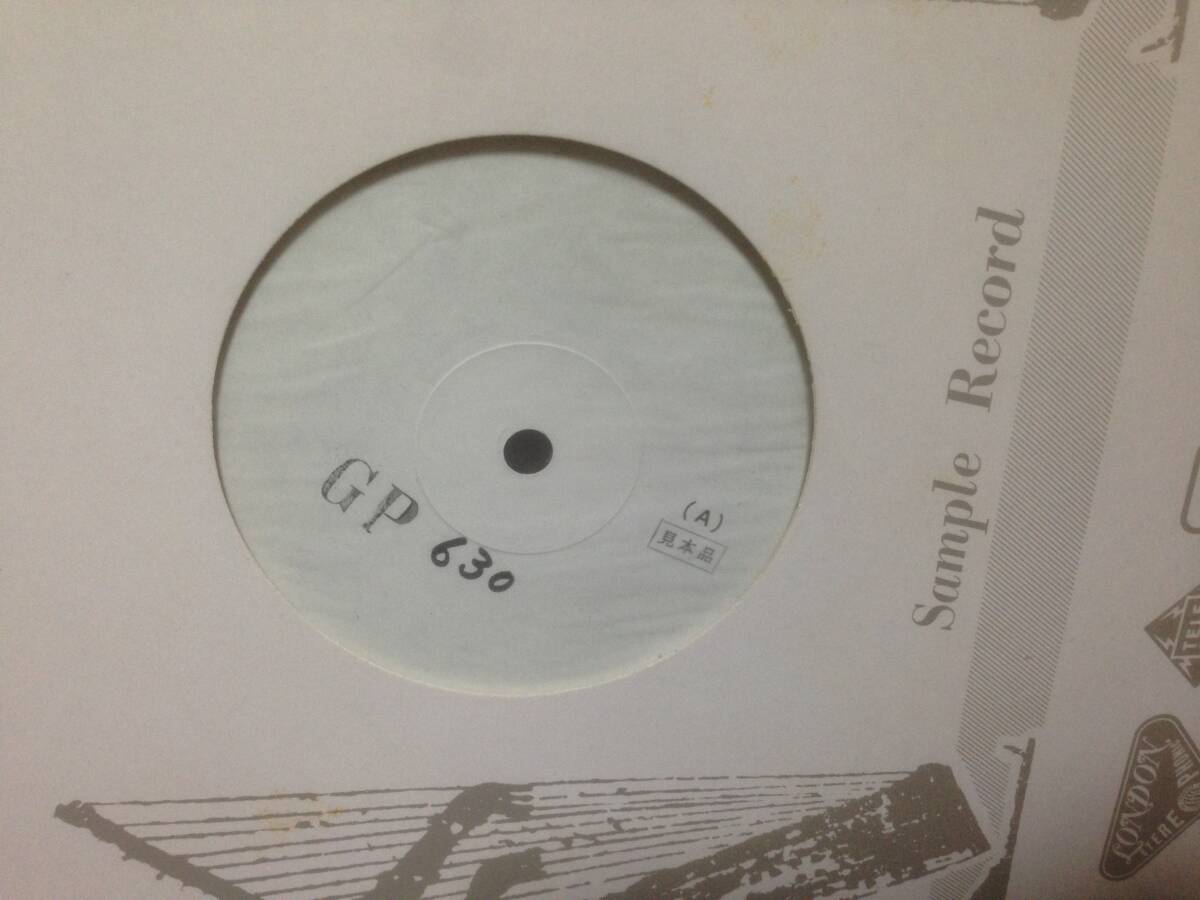 GP 630
(A)
見本品
Sample Record
LONDON